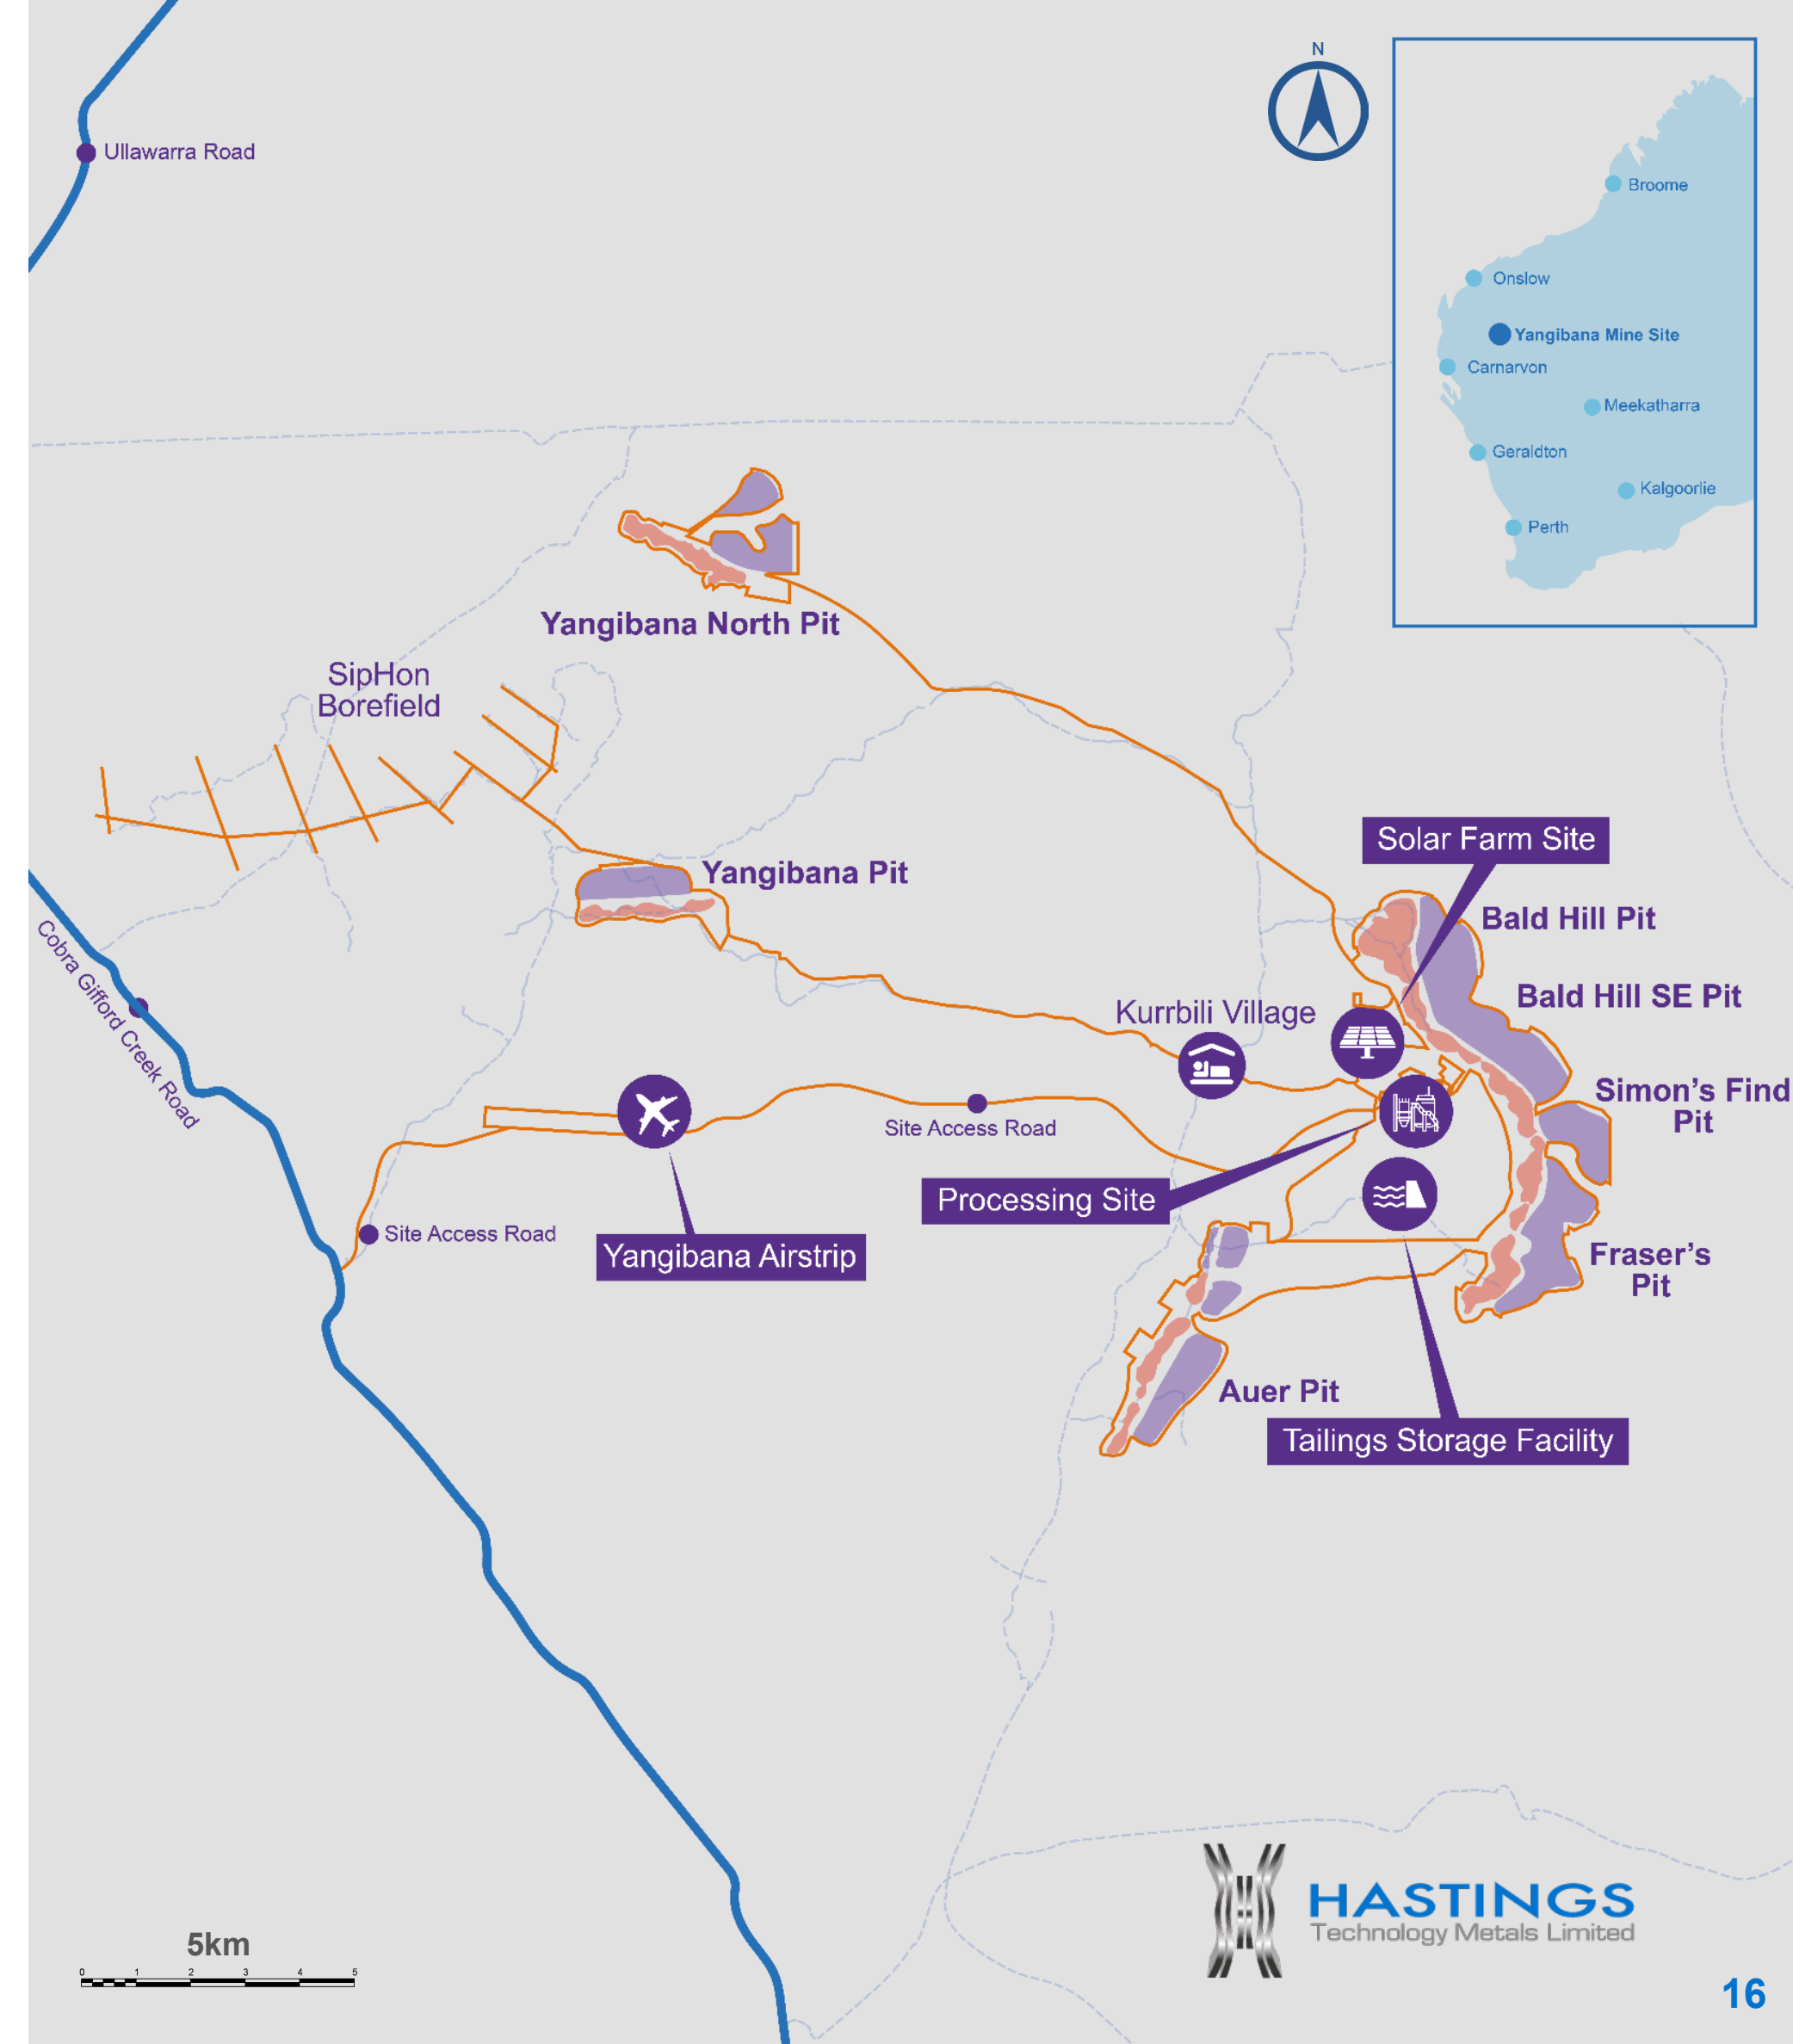 N
Ullawarra Road
Broome
Onslow
Yangibana Mine Site
Carnarvon
Meekatharra
Geraldton
Kalgoorlie
Perth
Yangibana North Pit
SipHon
Borefield
Solar Farm Site
Yangibana Pit
Bald Hill Pit
Cobra Gifford Creek Road
Bald Hill SE Pit
Kurrbili Village
Simon's Find
Pit
Site Access Road
Processing Site
Site Access Road
Yangibana Airstrip
Fraser's
Pit
Auer Pit
Tailings Storage Facility
HASTINGS
Technology Metals Limited
5km
0 1 2 3 4 5
16